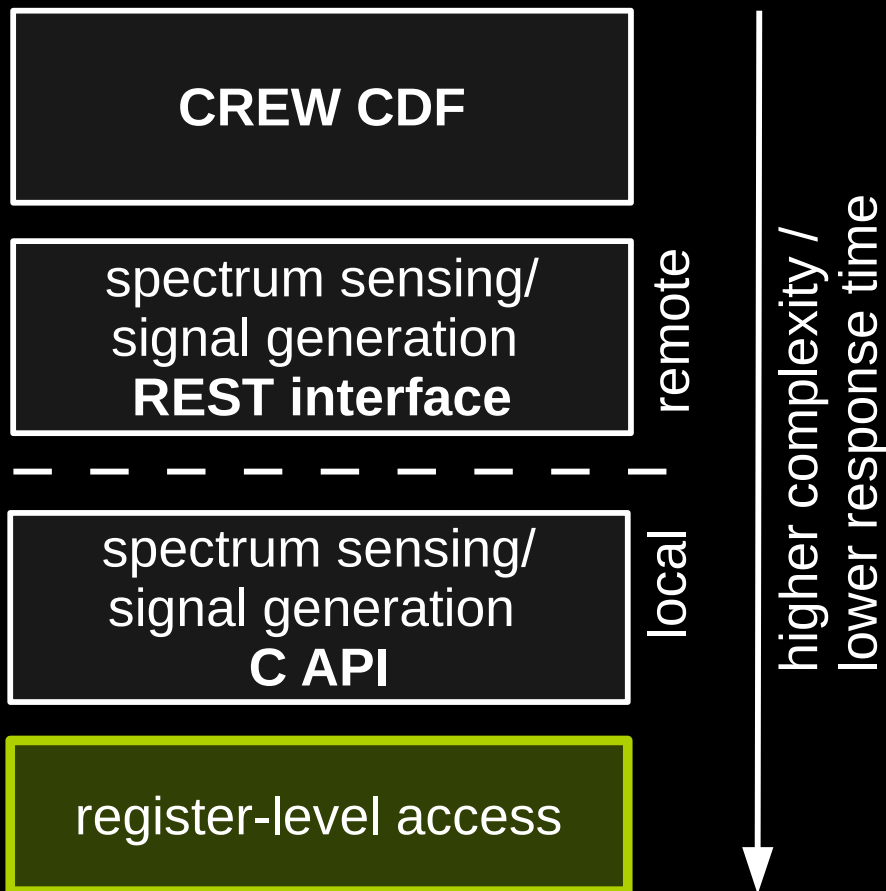 CREW CDF
spectrum sensing/
signal generation
REST interface
remote
spectrum sensing/
signal generation
C API
local
register-level access
higher complexity /
lower response time